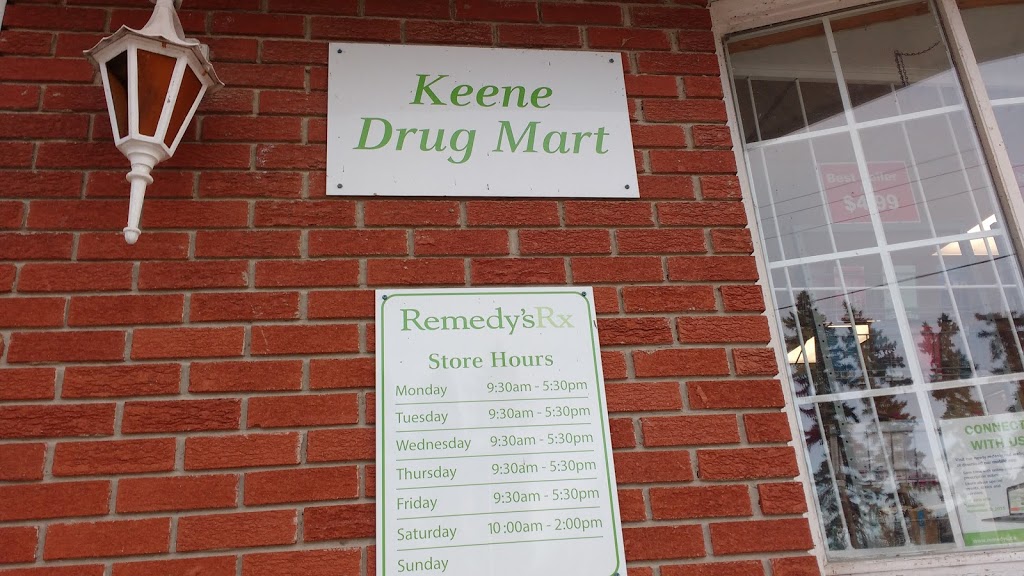 Keene
Drug Mart
Remedy'sRx
Store Hours
Monday 9:30am - 5:30pm
Tuesday 9:30am - 5:30pm
Wednesday 9:30am - 5:30pm
Thursday 9:30am - 5:30pm
Friday 9:30am - 5:30pm
Saturday 10:00am - 2:00pm
Sunday
Best
$4.99
CONNECT
WITH US